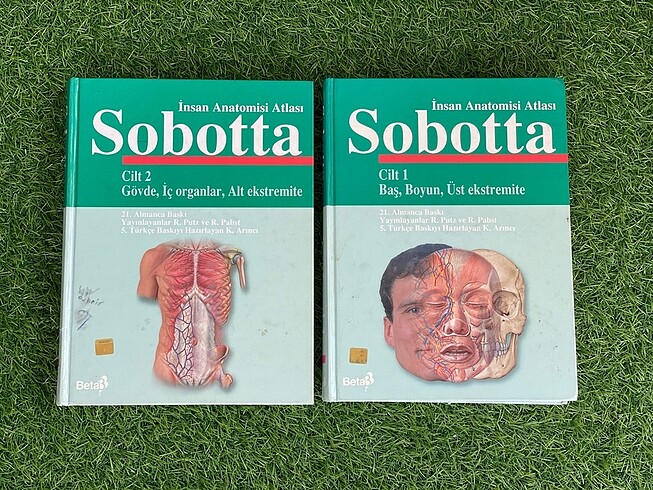 İnsan Anatomisi Atlası
Sobotta
Cilt 2
Gövde, İç organlar, Alt ekstremite
21. Almanca Baskı
Yayınlayanlar R. Putz ve R. Pabst
5. Türkçe Baskıyı Hazırlayan K. Arıncı
Beta
İnsan Anatomisi Atlası
Sobotta
Cilt 1
Baş, Boyun, Üst ekstremite
21. Almanca Baskı
Yayınlayanlar R. Putz ve R. Pabst
5. Türkçe Baskıyı Hazırlayan K. Arıncı
Beta